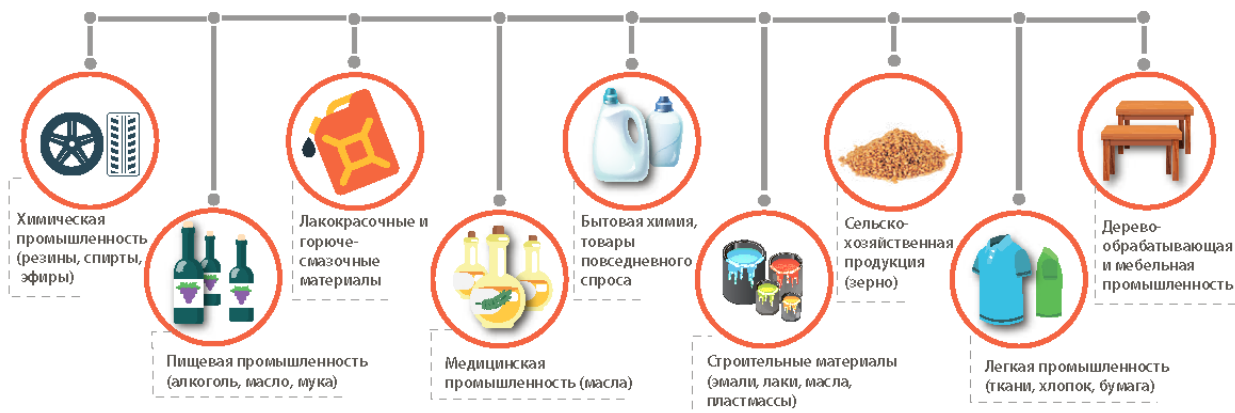 Химическая
промышленность
(резины, спирты,
эфиры)
Пищевая промышленность
(алкоголь, масло, мука)
Лакокрасочные и
горюче-
смазочные
материалы
Медицинская
промышленность (масла)
Бытовая химия,
товары
повседневного
спроса
Строительные материалы
(эмали, лаки, масла,
пластмассы)
Сельско-
хозяйственная
продукция
(зерно)
Легкая промышленность
(ткани, хлопок, бумага)
Дерево-
обрабатывающая
и мебельная
промышленность